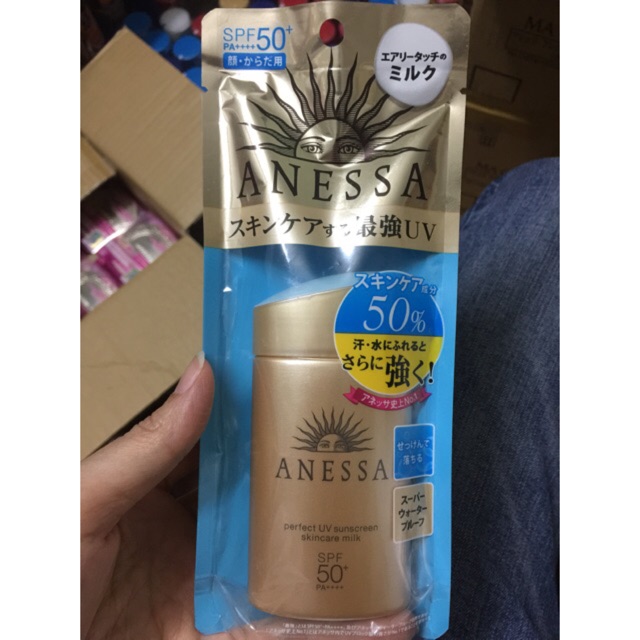 SPF50+
PA++++
顔・からだ用
エアリータッチの
ミルク
ANESSA
スキンケアする最強UV
スキンケア成分
50%
汗・水にふれると
さらに強く!
アネッサ史上No.1
ANESSA
せっけんで
落ちる
perfect UV sunscreen
skincare milk
スーパー
ウォーター
プルーフ
SPF
50+
PA++++
MA